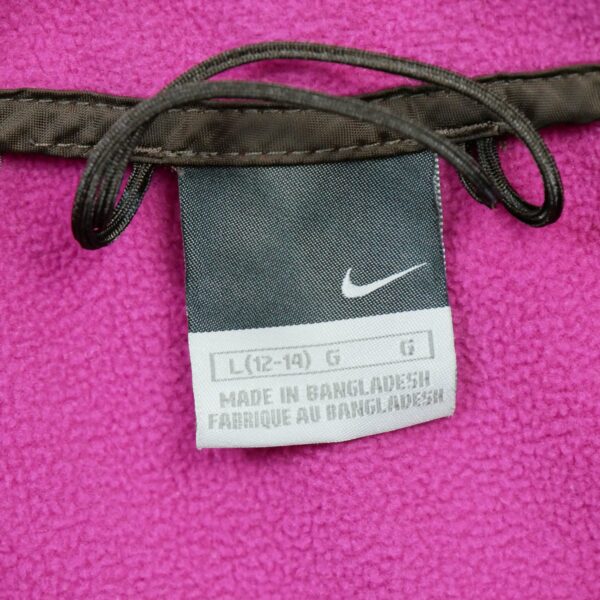 L(12-14) G G
MADE IN BANGLADESH
FABRIQUE AU BANGLADESH